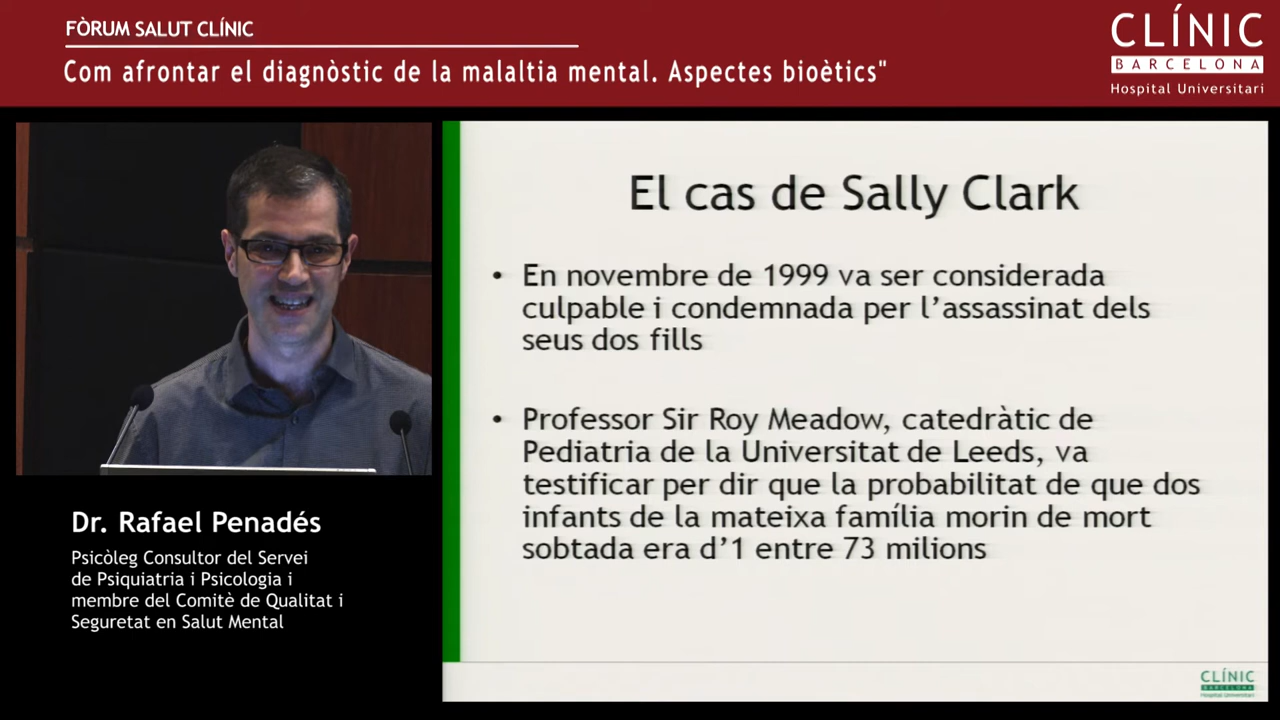 FÒRUM SALUT CLÍNIC
Com afrontar el diagnòstic de la malaltia mental. Aspectes bioètics"
CLÍNIC
BARCELONA
Hospital Universitari
El cas de Sally Clark
• En novembre de 1999 va ser considerada
culpable i condemnada per l’assassinat dels
seus dos fills
• Professor Sir Roy Meadow, catedràtic de
Pediatria de la Universitat de Leeds, va
testificar per dir que la probabilitat de que dos
infants de la mateixa família morin de mort
sobtada era d’1 entre 73 milions
Dr. Rafael Penadés
Psicòleg Consultor del Servei
de Psiquiatria i Psicologia i
membre del Comitè de Qualitat i
Seguretat en Salut Mental
CLÍNIC
BARCELONA
Hospital Universitari